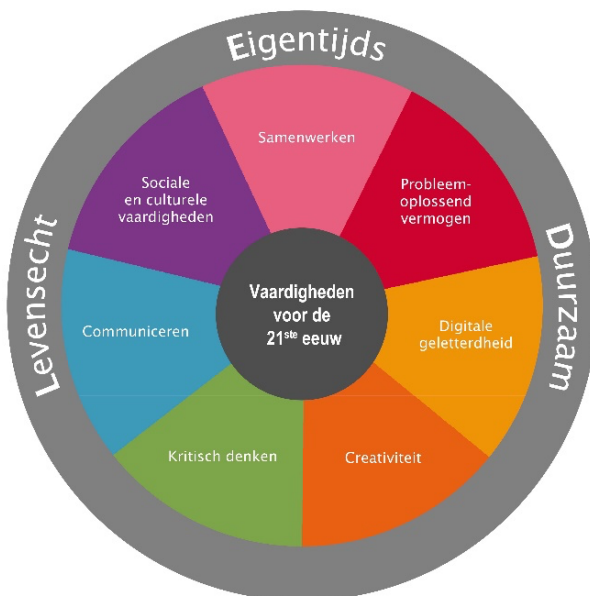 Eigentijds
Samenwerken
Sociale
en culturele
vaardigheden
Probleem-
oplossend
vermogen
Levensecht
Vaardigheden
voor de
21ste eeuw
Duurzaam
Communiceren
Digitale
geletterdheid
Kritisch denken
Creativiteit